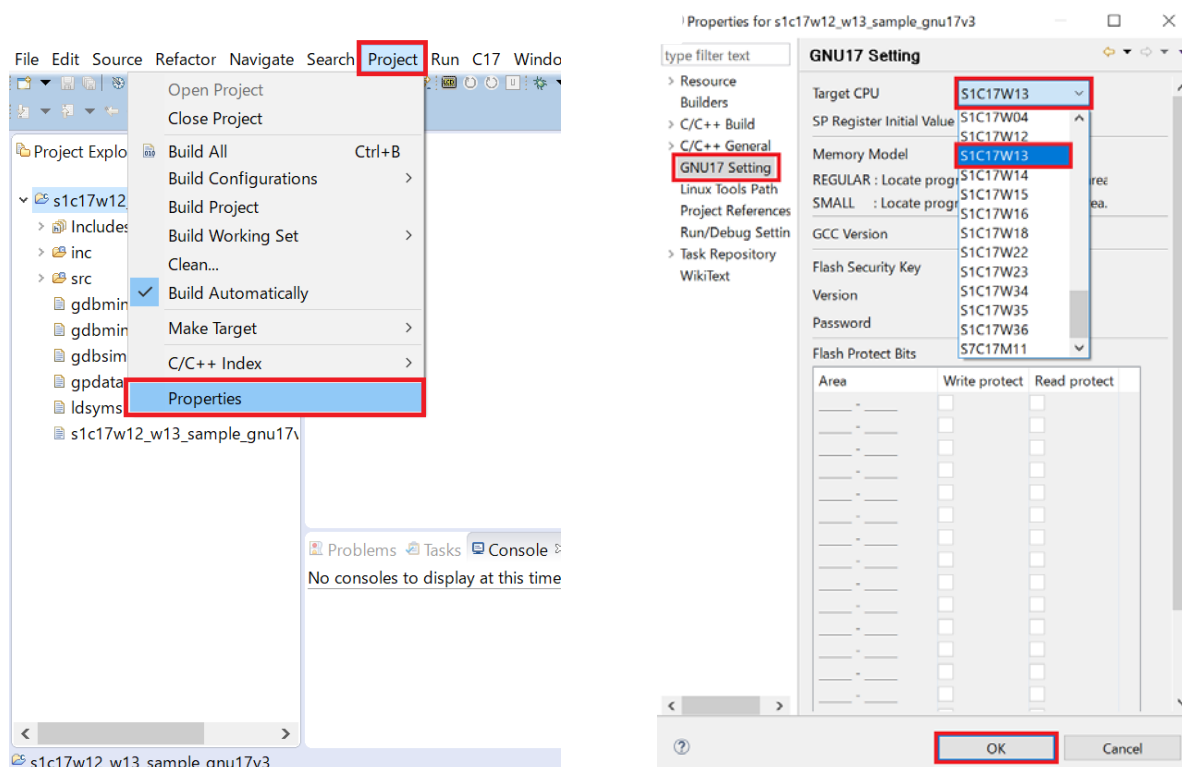 File Edit Source Refactor Navigate Search Project Run C17 Windo
Open Project
Close Project
Build All Ctrl+B
Build Configurations
Build Project
Build Working Set
Clean...
Build Automatically
Make Target
C/C++ Index
Properties
Project Explo
s1c17w12_
Includes
inc
src
gdbmin
gdbmin
gdbsim
gpdata
ldsyms
s1c17w12_w13_sample_gnu17v
Problems Tasks Console
No consoles to display at this time
s1c17w12_w13_sample_gnu17v3
Properties for s1c17w12_w13_sample_gnu17v3
type filter text
Resource
Builders
C/C++ Build
C/C++ General
GNU17 Setting
Linux Tools Path
Project References
Run/Debug Settin
Task Repository
WikiText
GNU17 Setting
Target CPU S1C17W13
SP Register Initial Value
Memory Model
REGULAR : Locate progr
SMALL : Locate progr
GCC Version
Flash Security Key
Version
Password
Flash Protect Bits
S1C17W04
S1C17W12
S1C17W13
S1C17W14
S1C17W15
S1C17W16
S1C17W18
S1C17W22
S1C17W23
S1C17W34
S1C17W35
S1C17W36
S7C17M11
ea.
Area Write protect Read protect
OK Cancel